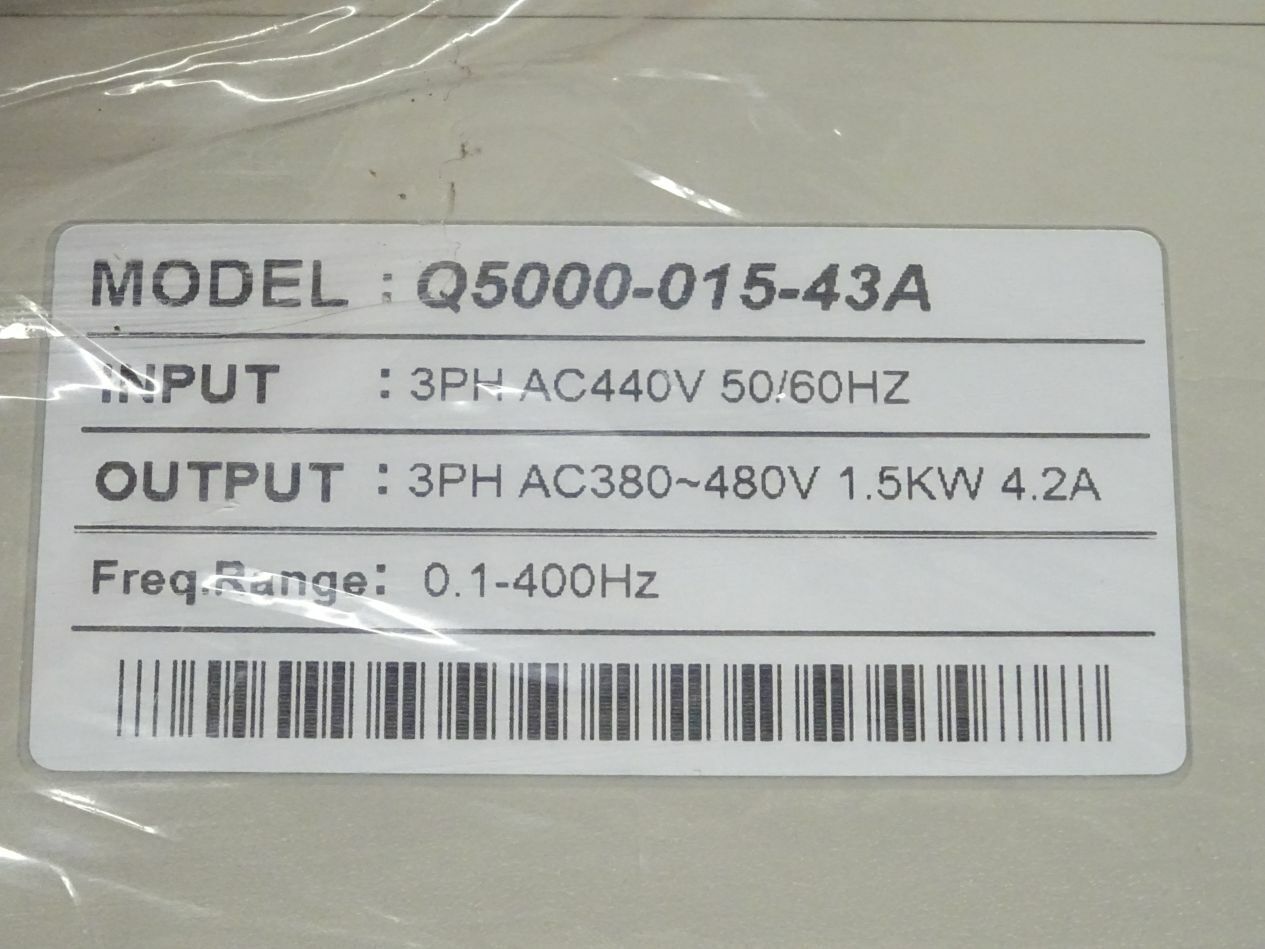 MODEL : Q5000-015-43A
INPUT : 3PH AC440V 50/60HZ
OUTPUT : 3PH AC380~480V 1.5KW 4.2A
Freq.Range: 0.1-400Hz